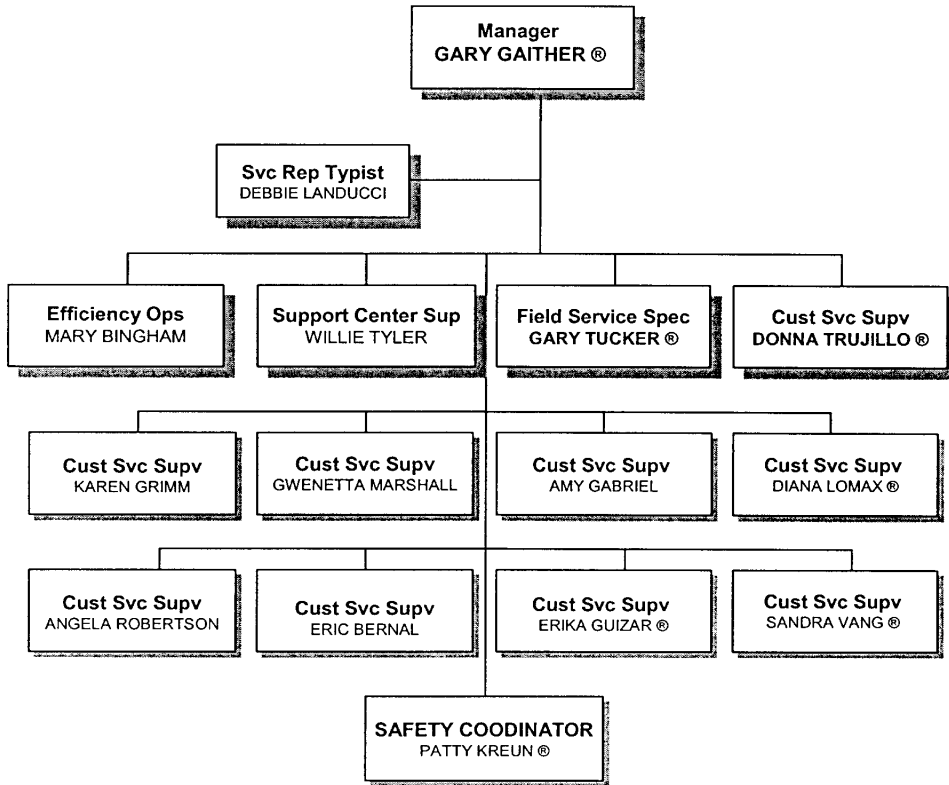 Manager
GARY GAITHER ®
Svc Rep Typist
DEBBIE LANDUCCI
Efficiency Ops
MARY BINGHAM
Support Center Sup
WILLIE TYLER
Field Service Spec
GARY TUCKER ®
Cust Svc Supv
DONNA TRUJILLO ®
Cust Svc Supv
KAREN GRIMM
Cust Svc Supv
GWENETTA MARSHALL
Cust Svc Supv
AMY GABRIEL
Cust Svc Supv
DIANA LOMAX ®
Cust Svc Supv
ANGELA ROBERTSON
Cust Svc Supv
ERIC BERNAL
Cust Svc Supv
ERIKA GUIZAR ®
Cust Svc Supv
SANDRA VANG ®
SAFETY COODINATOR
PATTY KREUN ®